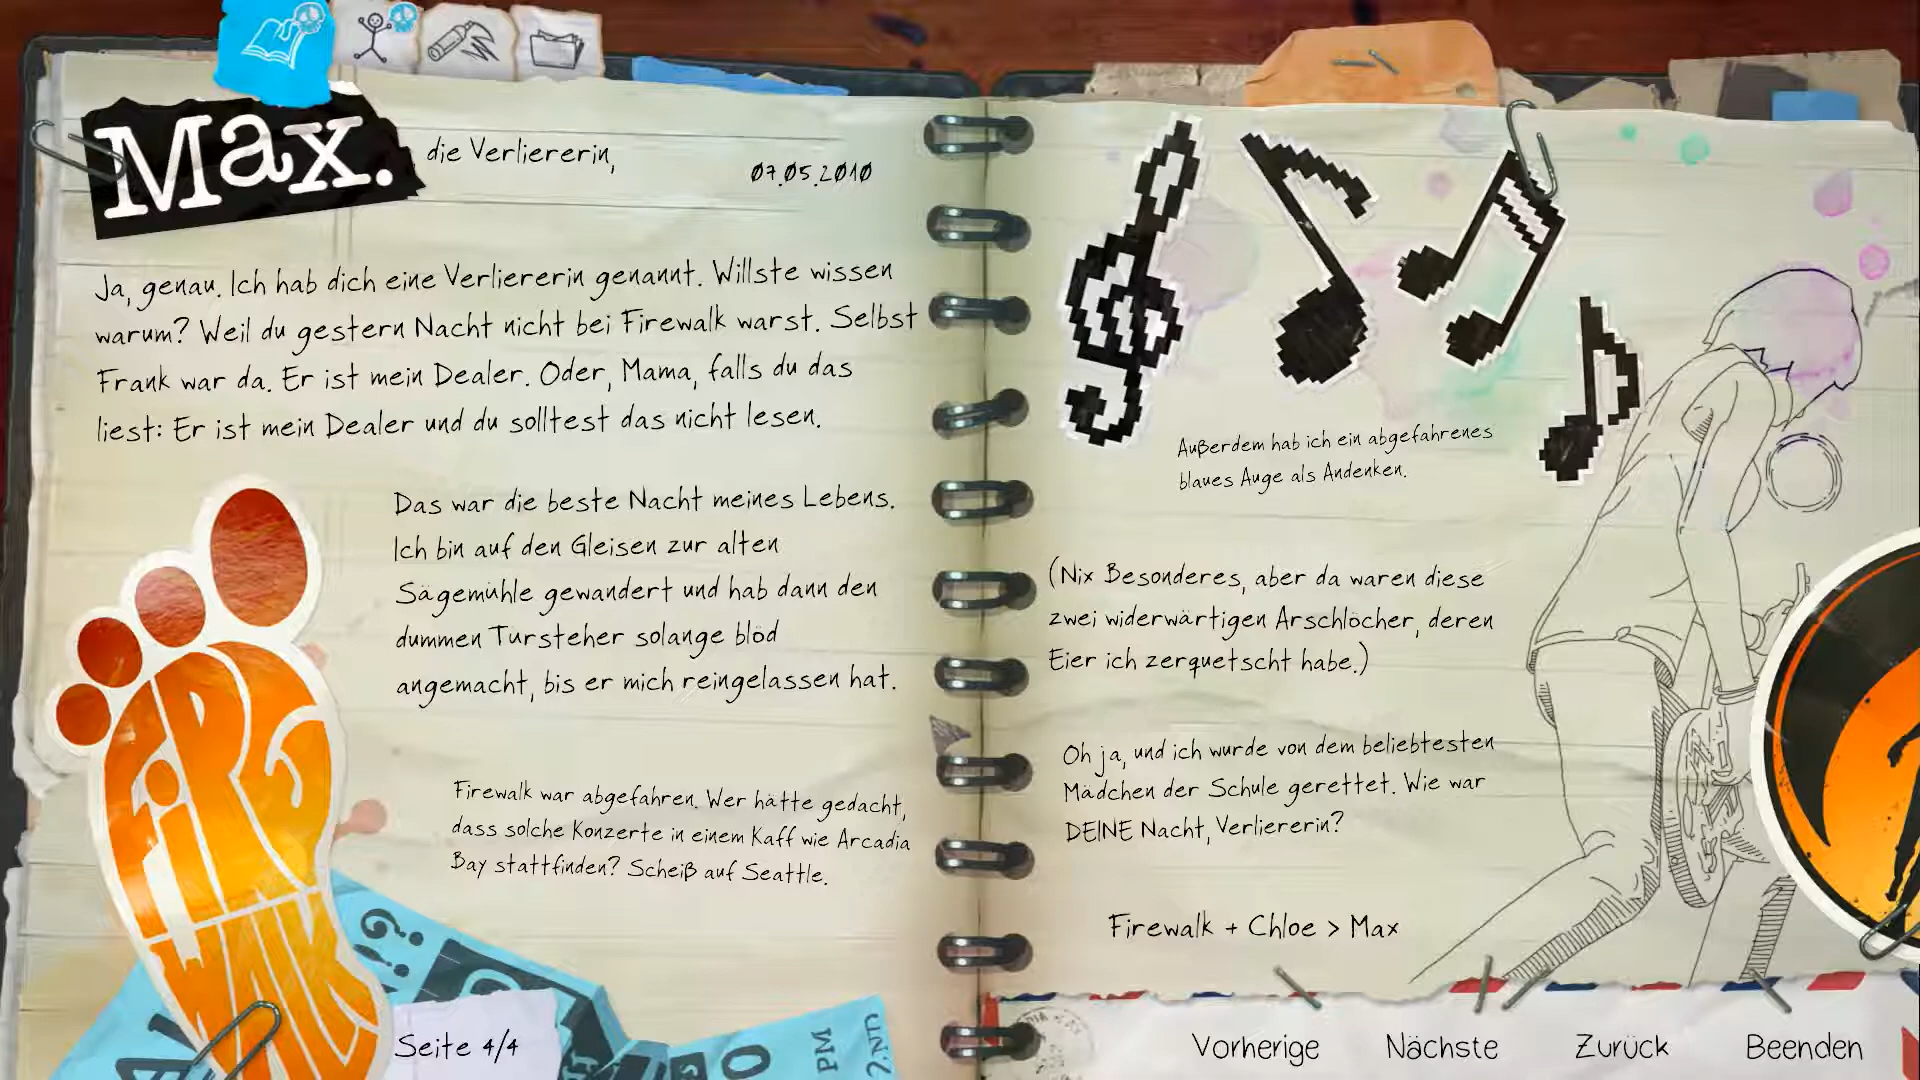 Max.
, die Verliererin,
07.05.2010
Ja, genau. Ich hab dich eine Verliererin genannt. Willste wissen
warum? Weil du gestern Nacht nicht bei Firewalk warst. Selbst
Frank war da. Er ist mein Dealer. Oder, Mama, falls du das
liest: Er ist mein Dealer und du solltest das nicht lesen.
Das war die beste Nacht meines Lebens.
Ich bin auf den Gleisen zur alten
Sägemühle gewandert und hab dann den
dummen Türsteher solange blöd
angemacht, bis er mich reingelassen hat.
FIRE
WALK
Firewalk war abgefahren. Wer hätte gedacht,
dass solche Konzerte in einem Kaff wie Arcadia
Bay stattfinden? Scheiß auf Seattle.
PM
Seite 4/4
Außerdem hab ich ein abgefahrenes
blaues Auge als Andenken.
(Nix Besonderes, aber da waren diese
zwei widerwärtigen Arschlöcher, deren
Eier ich zerquetscht habe.)
Oh ja, und ich wurde von dem beliebtesten
Mädchen der Schule gerettet. Wie war
DEINE Nacht, Verliererin?
Firewalk + Chloe > Max
Vorherige Nächste Zurück Beenden